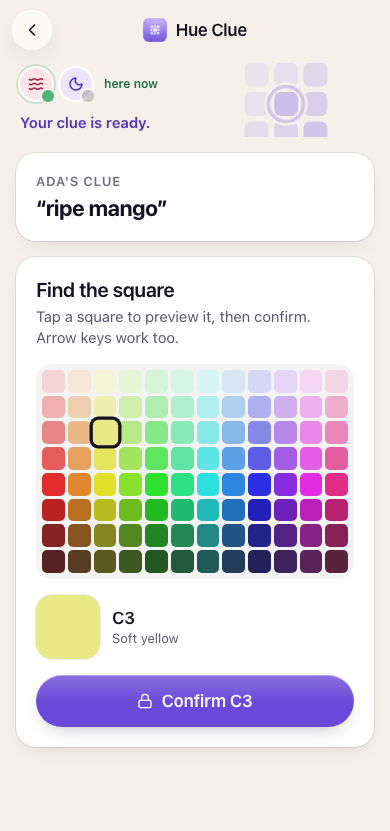 Hue Clue
here now
Your clue is ready.
ADA'S CLUE
“ripe mango”
Find the square
Tap a square to preview it, then confirm.
Arrow keys work too.
C3
Soft yellow
Confirm C3